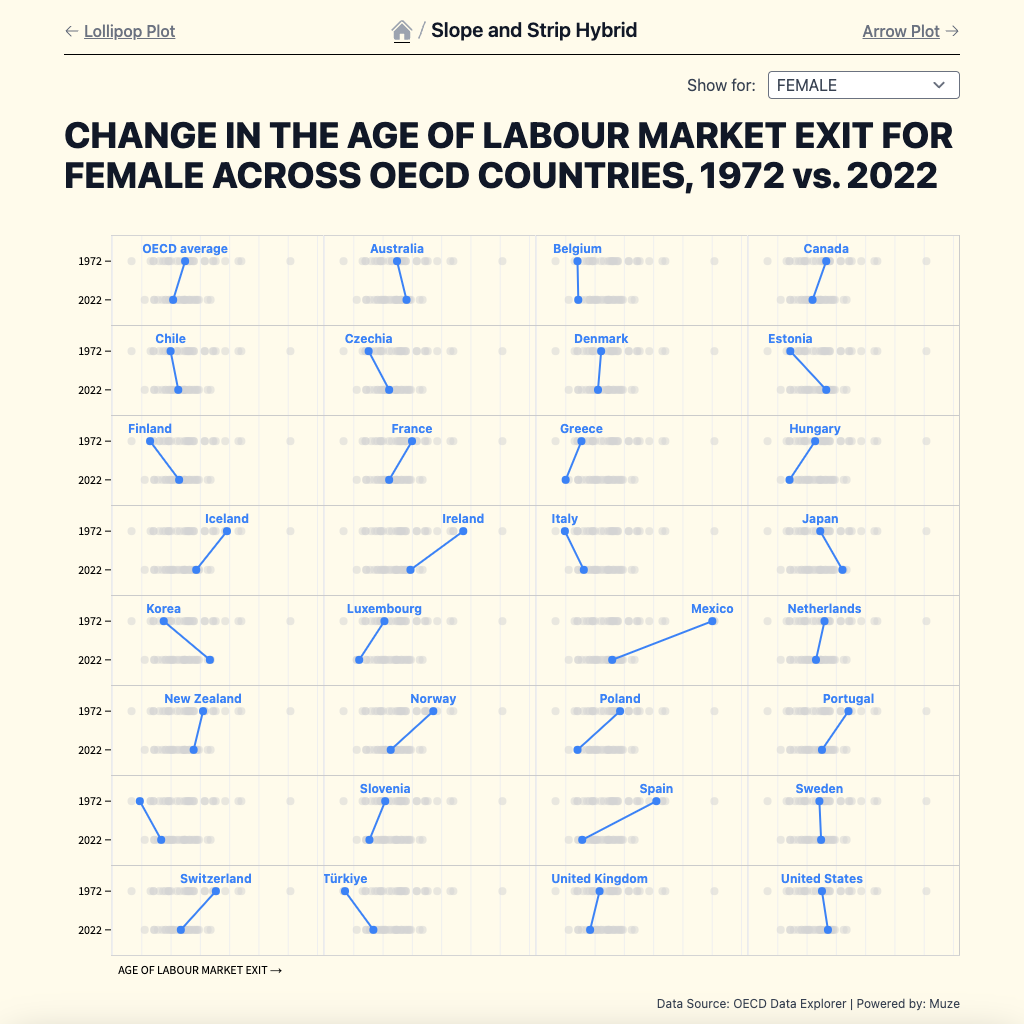 ← Lollipop Plot / Slope and Strip Hybrid Arrow Plot →
Show for: FEMALE
CHANGE IN THE AGE OF LABOUR MARKET EXIT FOR
FEMALE ACROSS OECD COUNTRIES, 1972 vs. 2022
OECD average Australia Belgium Canada
1972
2022
Chile Czechia Denmark Estonia
1972
2022
Finland France Greece Hungary
1972
2022
Iceland Ireland Italy Japan
1972
2022
Korea Luxembourg Mexico Netherlands
1972
2022
New Zealand Norway Poland Portugal
1972
2022
Slovenia Spain Sweden
1972
2022
Switzerland Türkiye United Kingdom United States
1972
2022
AGE OF LABOUR MARKET EXIT →
Data Source: OECD Data Explorer | Powered by: Muze